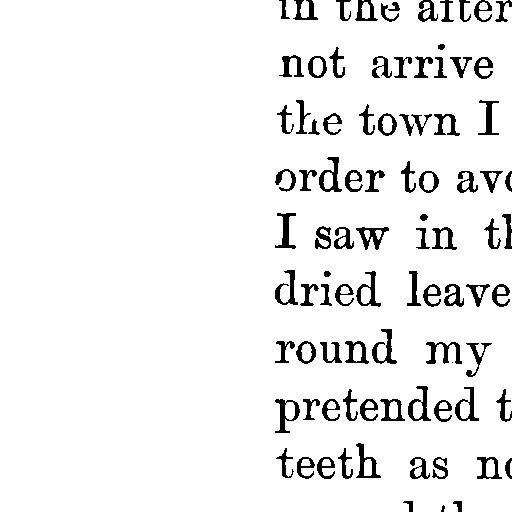 in the after
not arrive
the town I
order to avo
I saw in th
dried leave
round my
pretended t
teeth as no